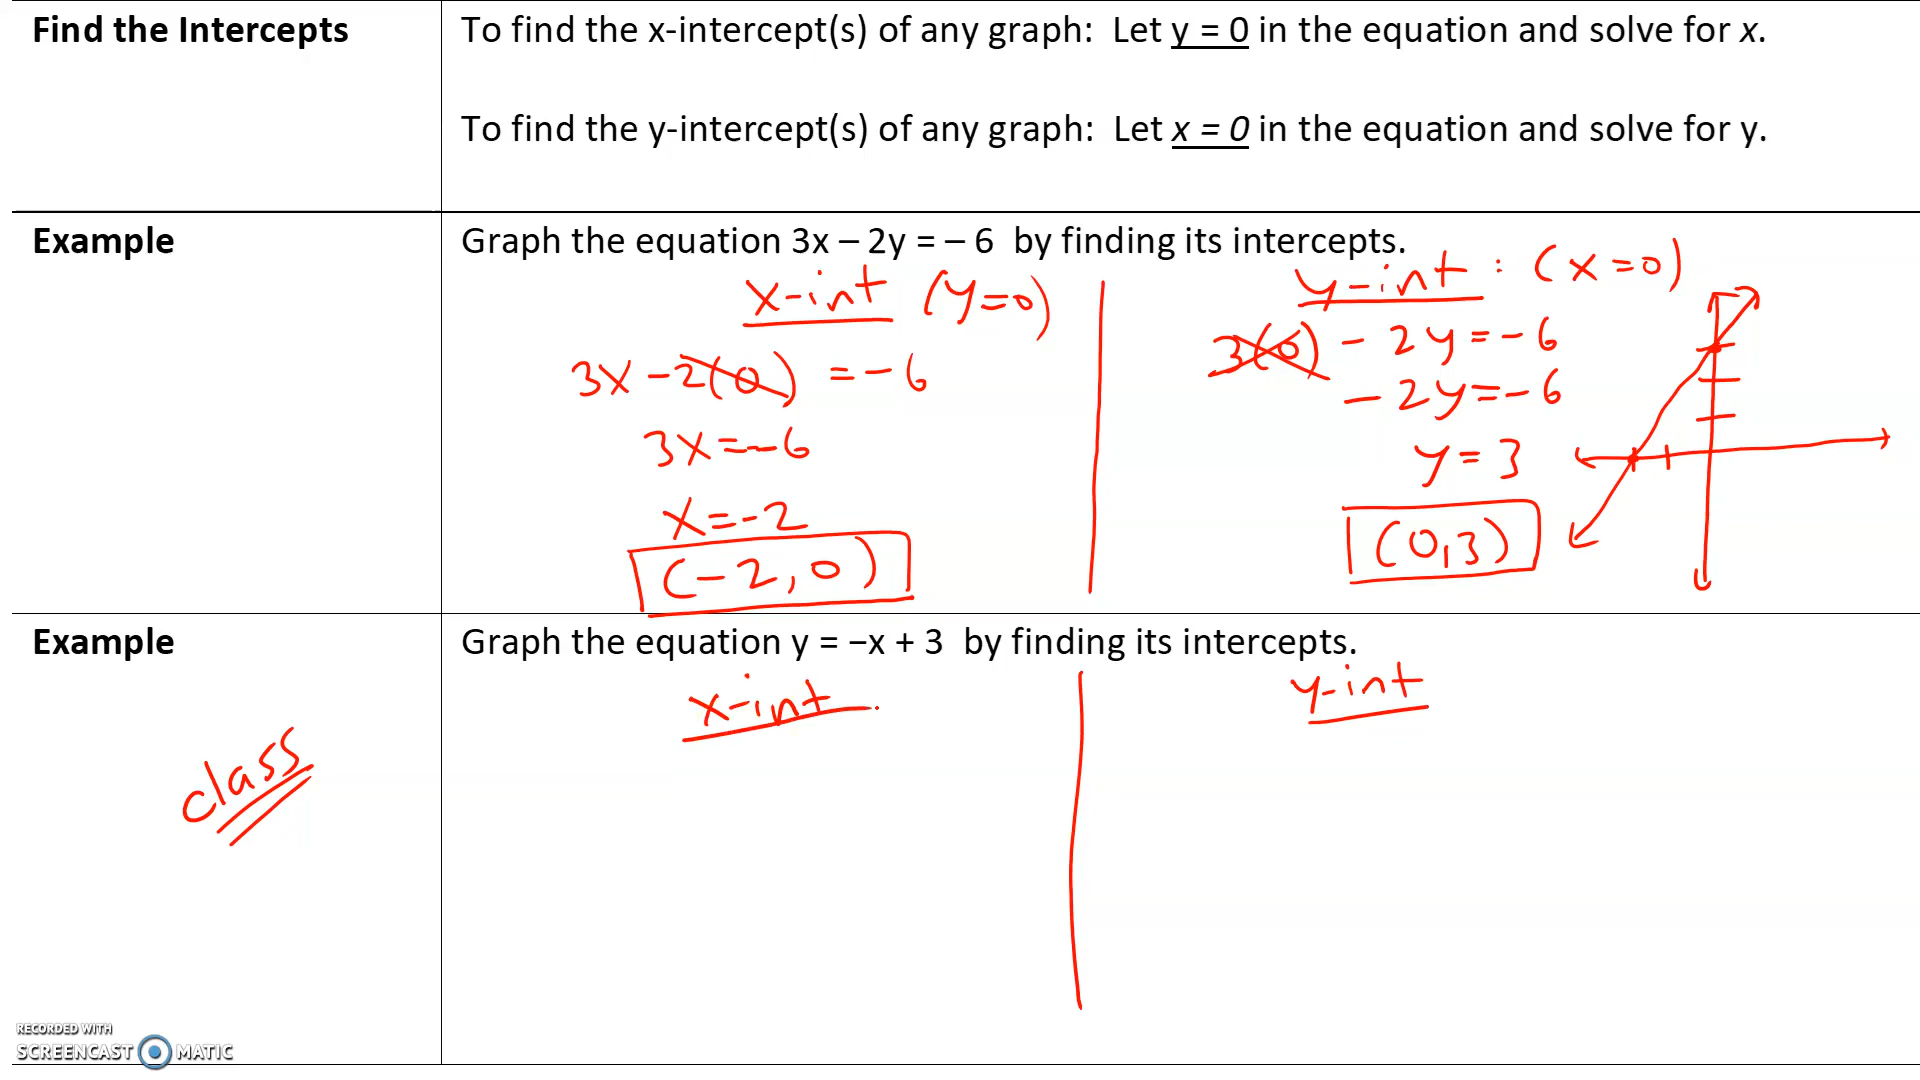 Find the Intercepts
To find the x-intercept(s) of any graph: Let y = 0 in the equation and solve for x.
To find the y-intercept(s) of any graph: Let x = 0 in the equation and solve for y.
Example
Graph the equation 3x – 2y = – 6 by finding its intercepts.
x-int (y=0)
3x -2(0) = -6
3x=-6
x=-2
(-2, 0)
y-int : (x=0)
3(0) - 2y=-6
- 2y=-6
y=3
(0,3)
Example
Graph the equation y = −x + 3 by finding its intercepts.
class
x-int
y-int
RECORDED WITH
SCREENCAST MATIC